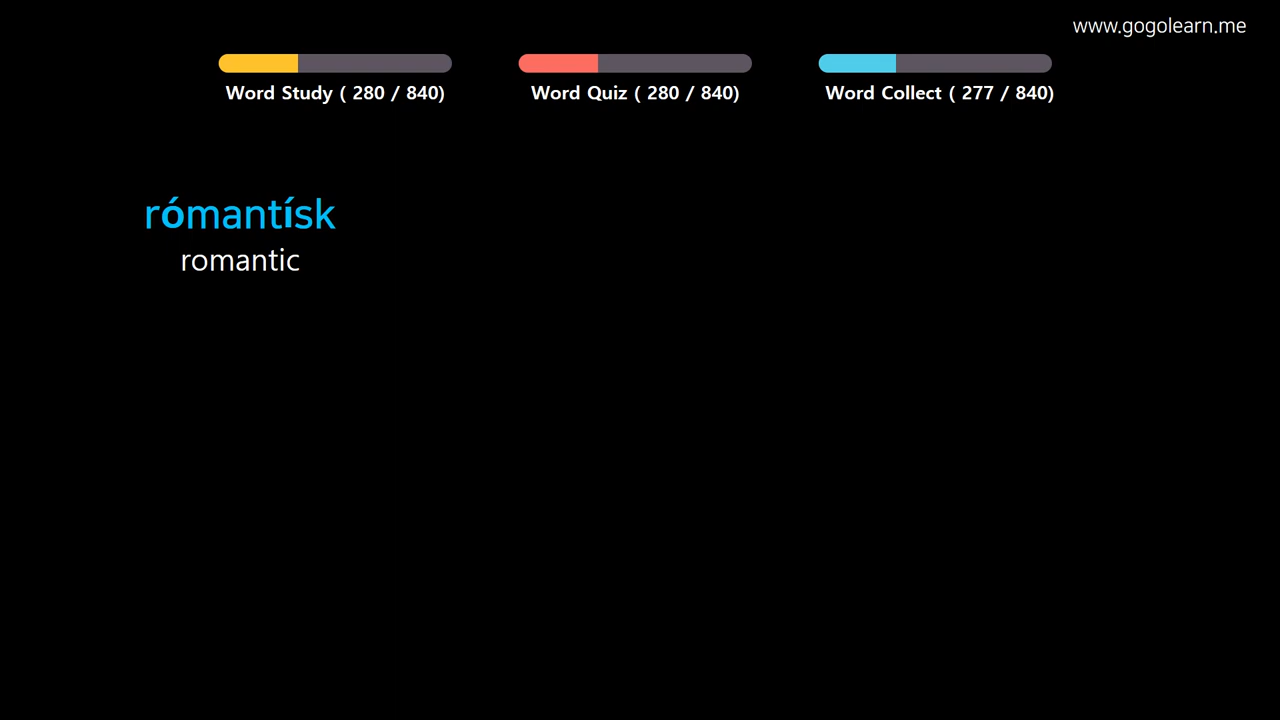 www.gogolearn.me
Word Study ( 280 / 840)
Word Quiz ( 280 / 840)
Word Collect ( 277 / 840)
rómantísk
romantic